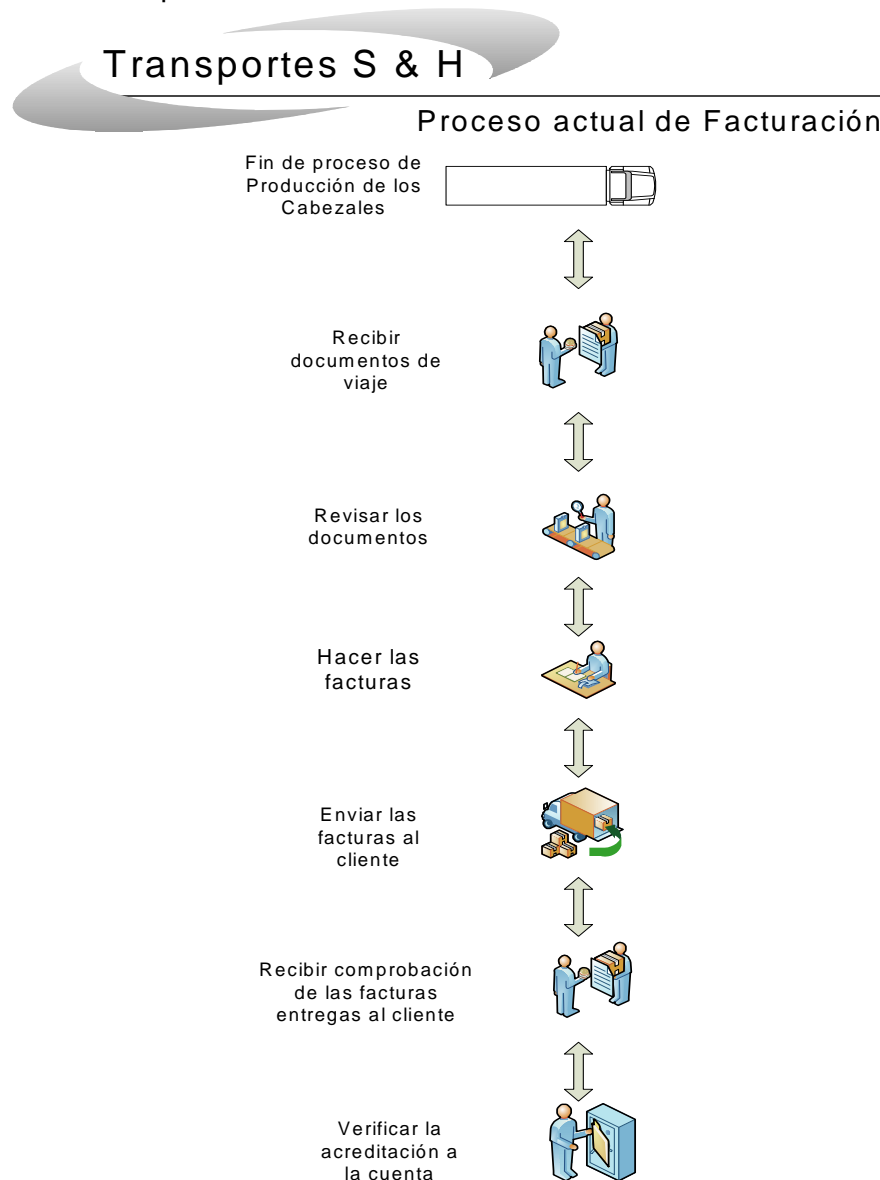 Transportes S & H
Proceso actual de Facturación
Fin de proceso de
Producción de los
Cabezales
Recibir
documentos de
viaje
Revisar los
documentos
Hacer las
facturas
Enviar las
facturas al
cliente
Recibir comprobación
de las facturas
entregas al cliente
Verificar la
acreditación a
la cuenta